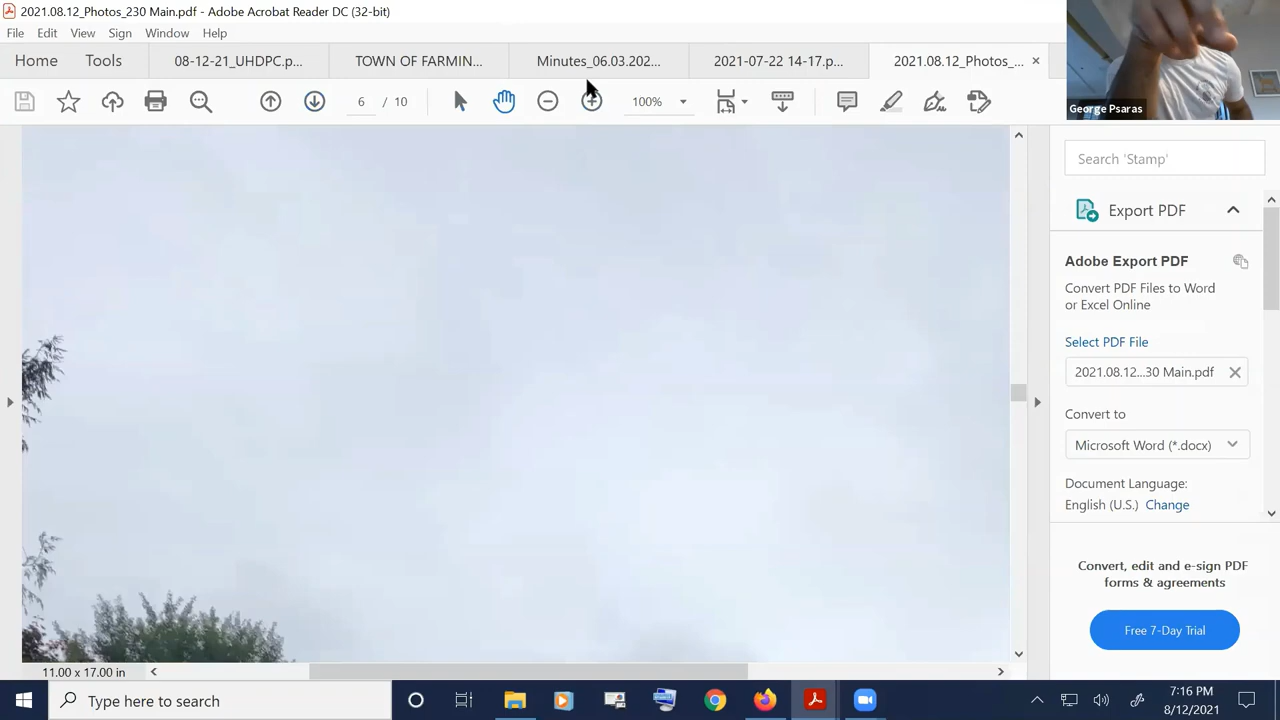 2021.08.12_Photos_230 Main.pdf - Adobe Acrobat Reader DC (32-bit)
File Edit View Sign Window Help
Home Tools 08-12-21_UHDPC.p... TOWN OF FARMIN... Minutes_06.03.202... 2021-07-22 14-17.p... 2021.08.12_Photos_... ×
6 / 10 100%
George Psaras
Search 'Stamp'
Export PDF
Adobe Export PDF
Convert PDF Files to Word
or Excel Online
Select PDF File
2021.08.12...30 Main.pdf
Convert to
Microsoft Word (*.docx)
Document Language:
English (U.S.) Change
Convert, edit and e-sign PDF
forms & agreements
Free 7-Day Trial
11.00 x 17.00 in
Type here to search
7:16 PM
8/12/2021